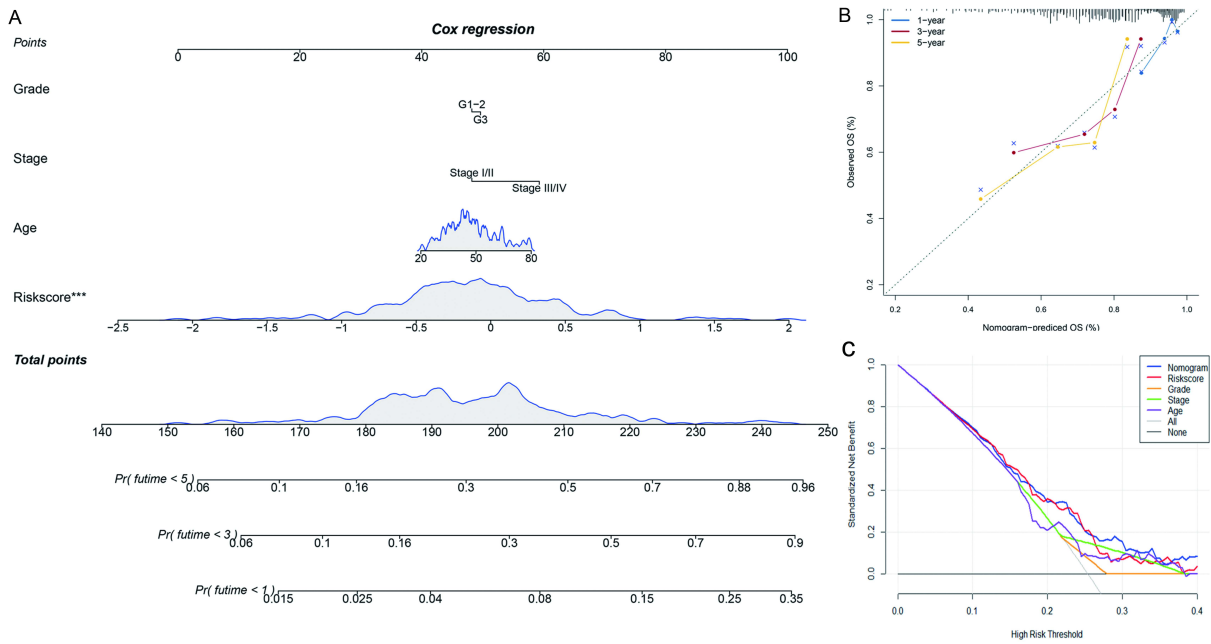 A
Cox regression
Points
0 20 40 60 80 100
Grade
G1−2
G3
Stage
Stage I/II
Stage III/IV
Age
20 50 80
Riskscore***
−2.5 −2 −1.5 −1 −0.5 0 0.5 1 1.5 2
Total points
140 150 160 170 180 190 200 210 220 230 240 250
Pr( futime < 5 )
0.06 0.1 0.16 0.3 0.5 0.7 0.88 0.96
Pr( futime < 3 )
0.06 0.1 0.16 0.3 0.5 0.7 0.9
Pr( futime < 1 )
0.015 0.025 0.04 0.08 0.15 0.25 0.35
B
1−year
3−year
5−year
Observed OS (%)
1.0
0.8
0.6
0.4
0.2
0.2 0.4 0.6 0.8 1.0
Nomogram−prediced OS (%)
C
Nomogram
Riskscore
Grade
Stage
Age
All
None
Standardized Net Benefit
1.0
0.8
0.6
0.4
0.2
0.0
0.0 0.1 0.2 0.3 0.4
High Risk Threshold